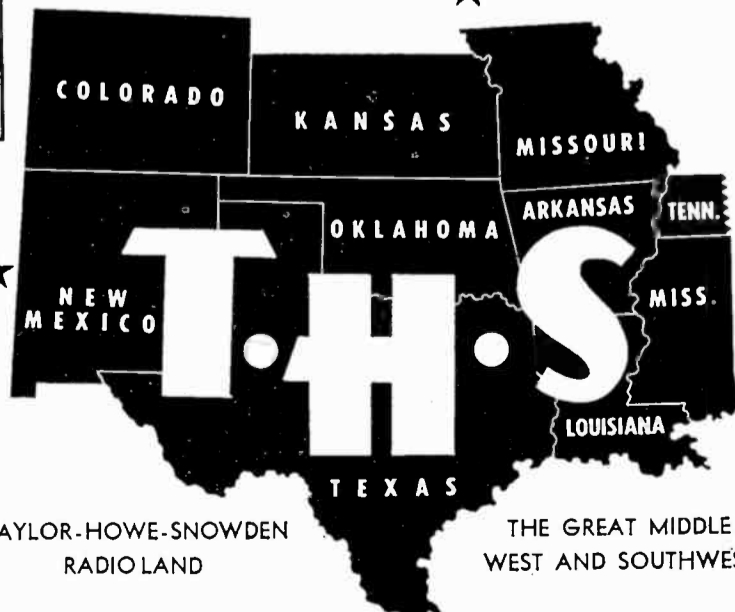 COLORADO
KANSAS
MISSOURI
ARKANSAS
TENN.
OKLAHOMA
NEW
MEXICO
MISS.
T.H.S
LOUISIANA
TEXAS
AYLOR-HOWE-SNOWDEN
RADIO LAND
THE GREAT MIDDLE
WEST AND SOUTHWES